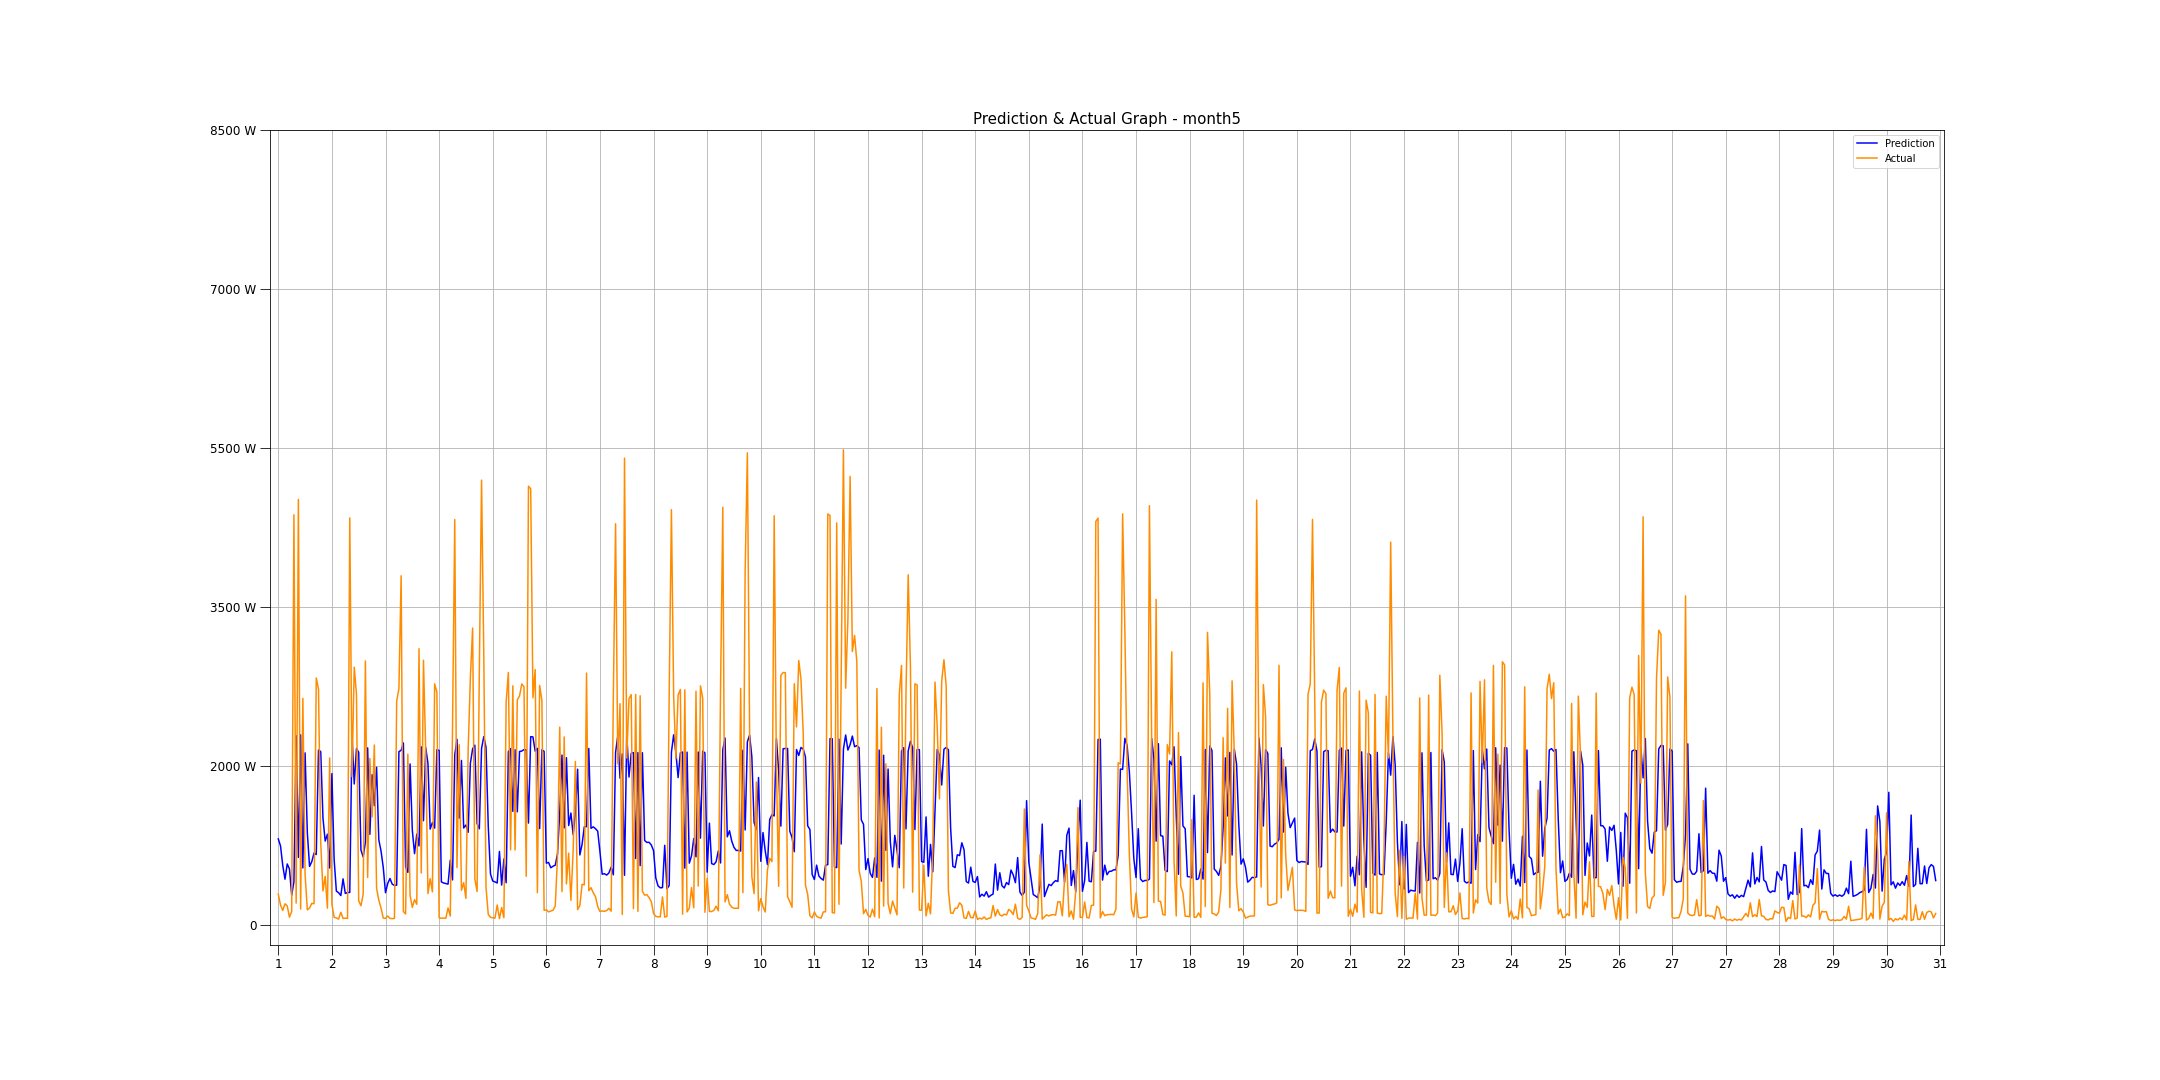 Prediction & Actual Graph - month5
8500 W
Prediction
Actual
7000 W
5500 W
3500 W
2000 W
0
1 2 3 4 5 6 7 8 9 10 11 12 13 14 15 16 17 18 19 20 21 22 23 24 25 26 27 27 28 29 30 31